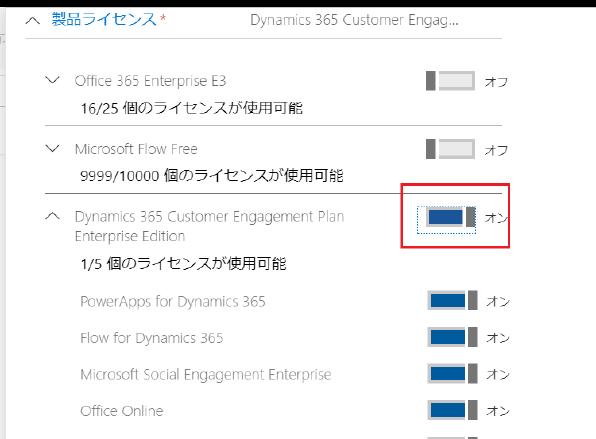 製品ライセンス * Dynamics 365 Customer Engag...
Office 365 Enterprise E3 オフ
16/25 個のライセンスが使用可能
Microsoft Flow Free オフ
9999/10000 個のライセンスが使用可能
Dynamics 365 Customer Engagement Plan オン
Enterprise Edition
1/5 個のライセンスが使用可能
PowerApps for Dynamics 365 オン
Flow for Dynamics 365 オン
Microsoft Social Engagement Enterprise オン
Office Online オン